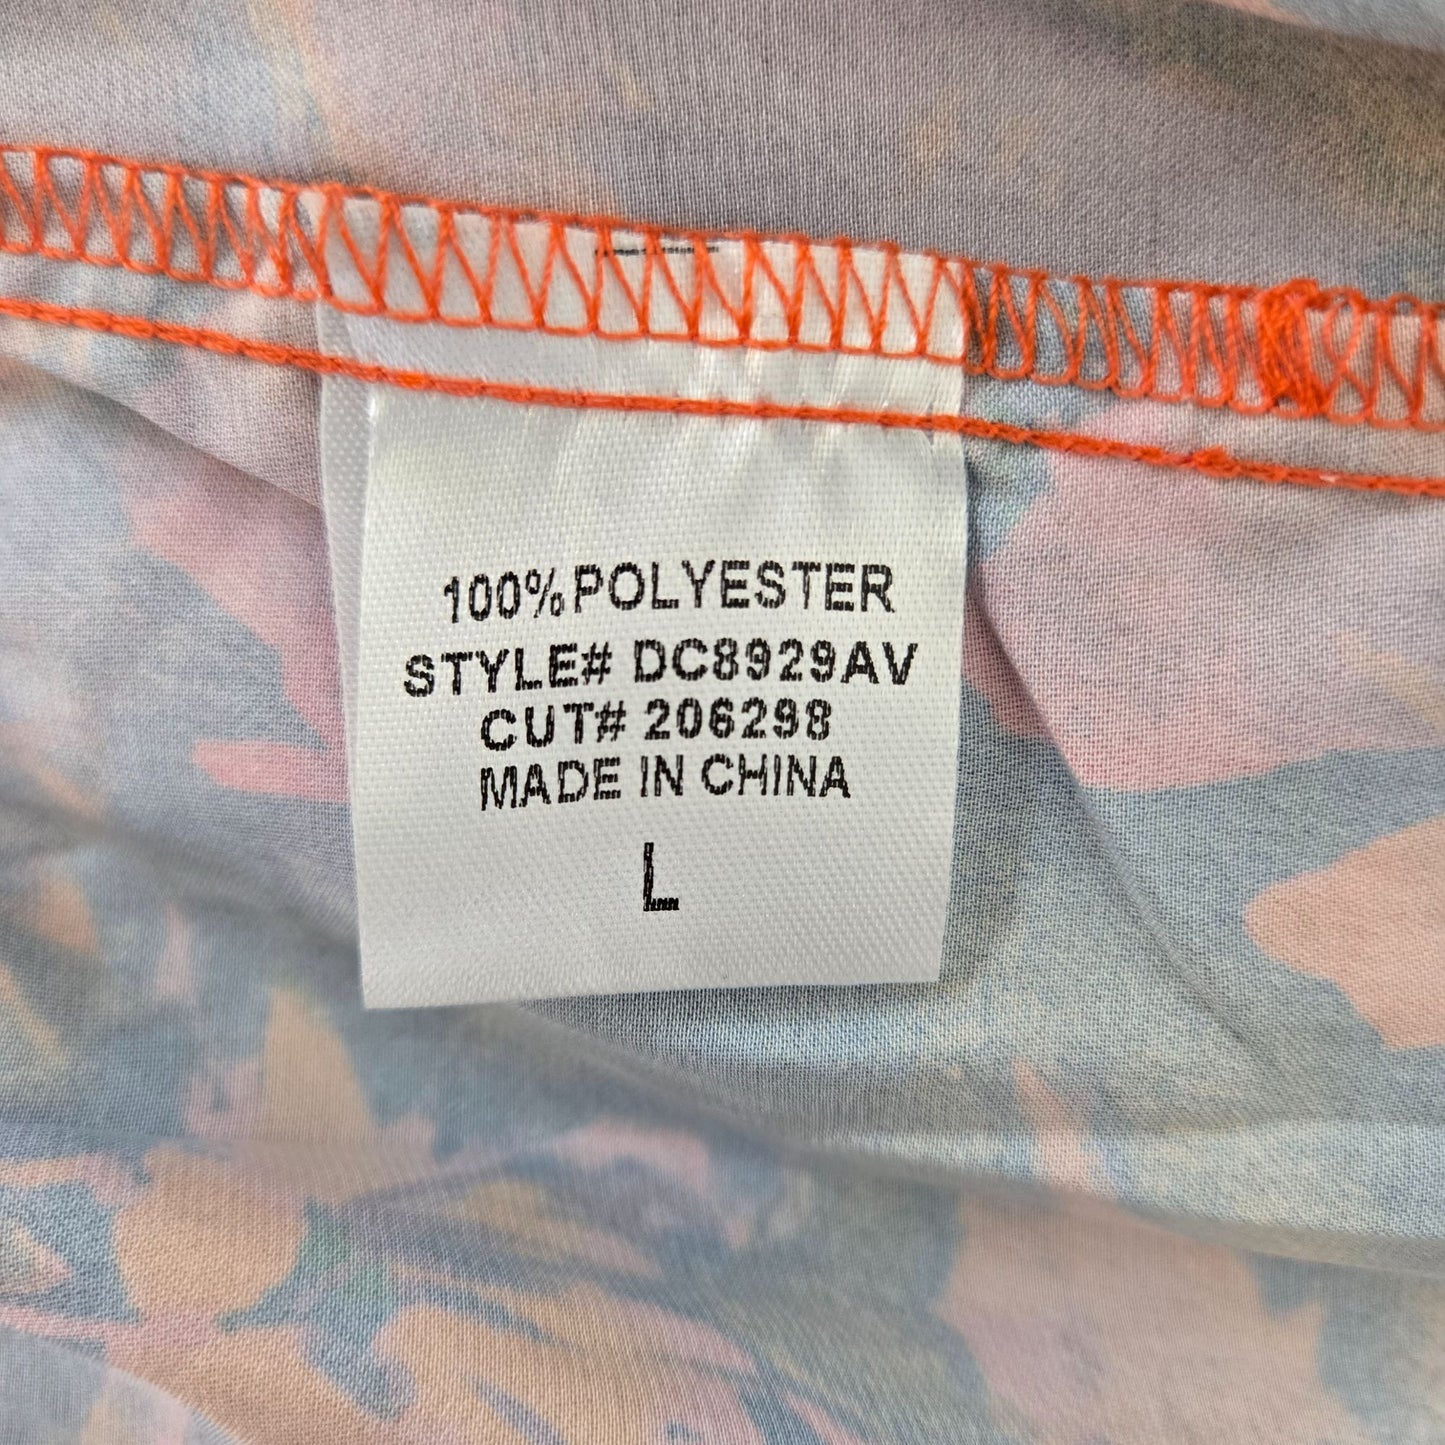 100% POLYESTER
STYLE# DC8929AV
CUT# 206298
MADE IN CHINA
L